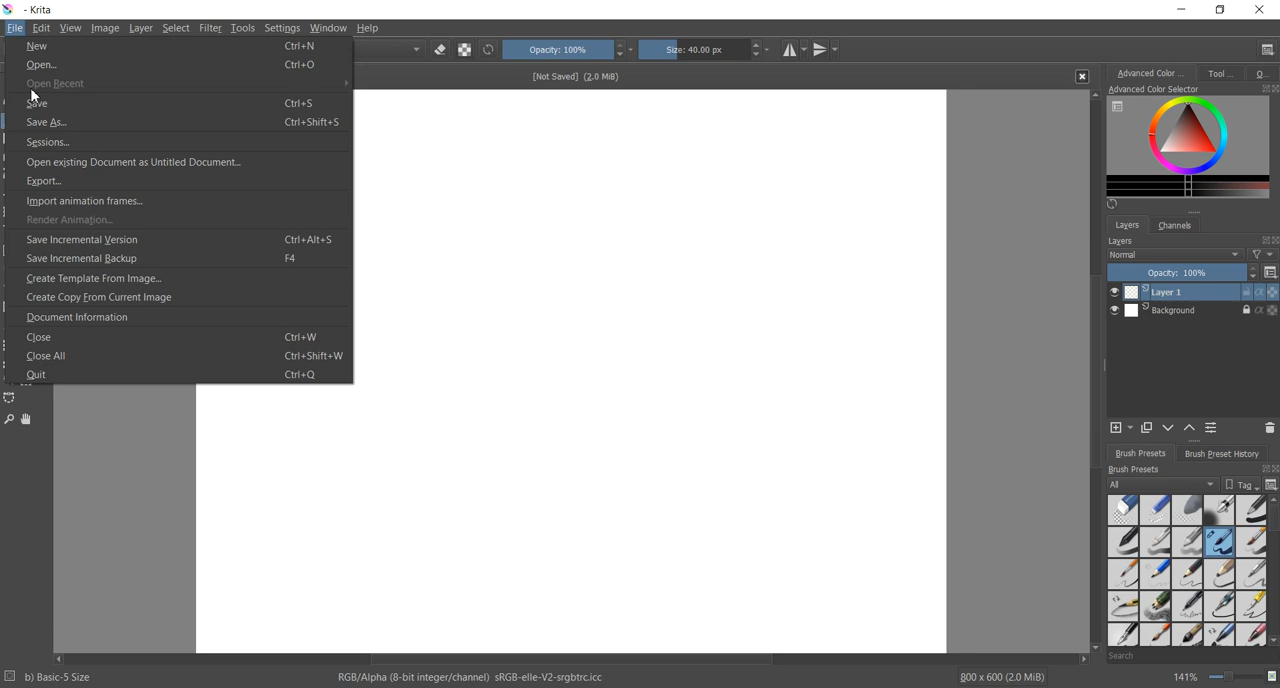 - Krita
File Edit View Image Layer Select Filter Tools Settings Window Help
New Ctrl+N
Open... Ctrl+O
Open Recent
Save Ctrl+S
Save As... Ctrl+Shift+S
Sessions...
Open existing Document as Untitled Document...
Export...
Import animation frames...
Render Animation...
Save Incremental Version Ctrl+Alt+S
Save Incremental Backup F4
Create Template From Image...
Create Copy From Current Image
Document Information
Close Ctrl+W
Close All Ctrl+Shift+W
Quit Ctrl+Q
Opacity: 100% Size: 40.00 px
[Not Saved] (2.0 MiB)
Advanced Color ... Tool ... O...
Advanced Color Selector
Layers Channels
Layers
Normal
Opacity: 100%
Layer 1
Background
Brush Presets Brush Preset History
Brush Presets
All Tag
Search
b) Basic-5 Size RGB/Alpha (8-bit integer/channel) sRGB-elle-V2-srgbtrc.icc 800 x 600 (2.0 MiB) 141%